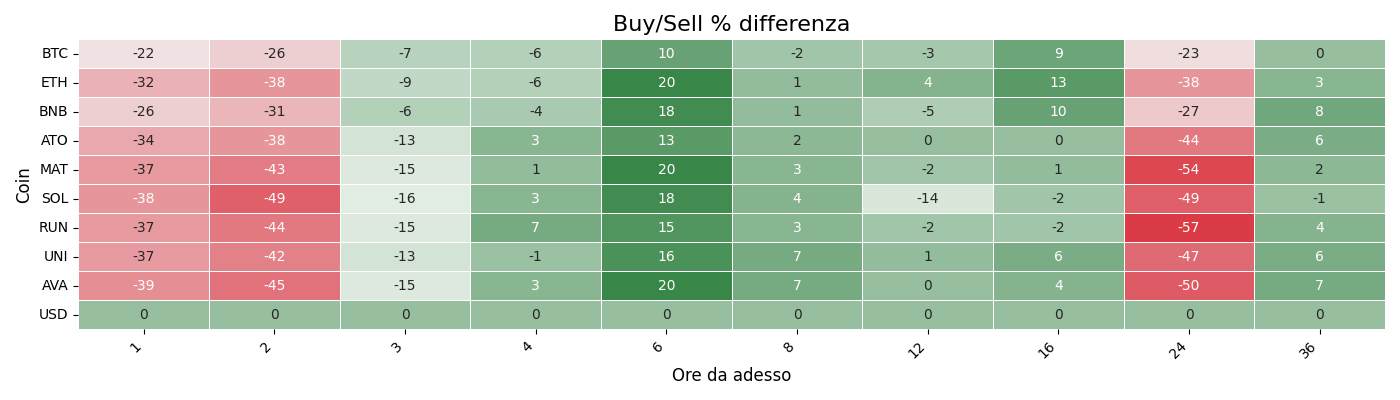 Buy/Sell % differenza
Coin
BTC -22 -26 -7 -6 10 -2 -3 9 -23 0
ETH -32 -38 -9 -6 20 1 4 13 -38 3
BNB -26 -31 -6 -4 18 1 -5 10 -27 8
ATO -34 -38 -13 3 13 2 0 0 -44 6
MAT -37 -43 -15 1 20 3 -2 1 -54 2
SOL -38 -49 -16 3 18 4 -14 -2 -49 -1
RUN -37 -44 -15 7 15 3 -2 -2 -57 4
UNI -37 -42 -13 -1 16 7 1 6 -47 6
AVA -39 -45 -15 3 20 7 0 4 -50 7
USD 0 0 0 0 0 0 0 0 0 0
1 2 3 4 6 8 12 16 24 36
Ore da adesso